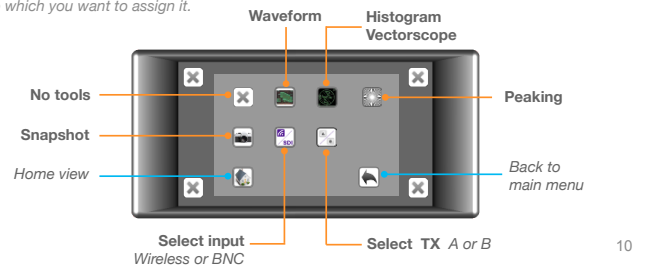 which you want to assign it.
Waveform
Histogram
Vectorscope
No tools
Peaking
Snapshot
SDI
Home view
Back to
main menu
Select input
Wireless or BNC
Select TX A or B
10